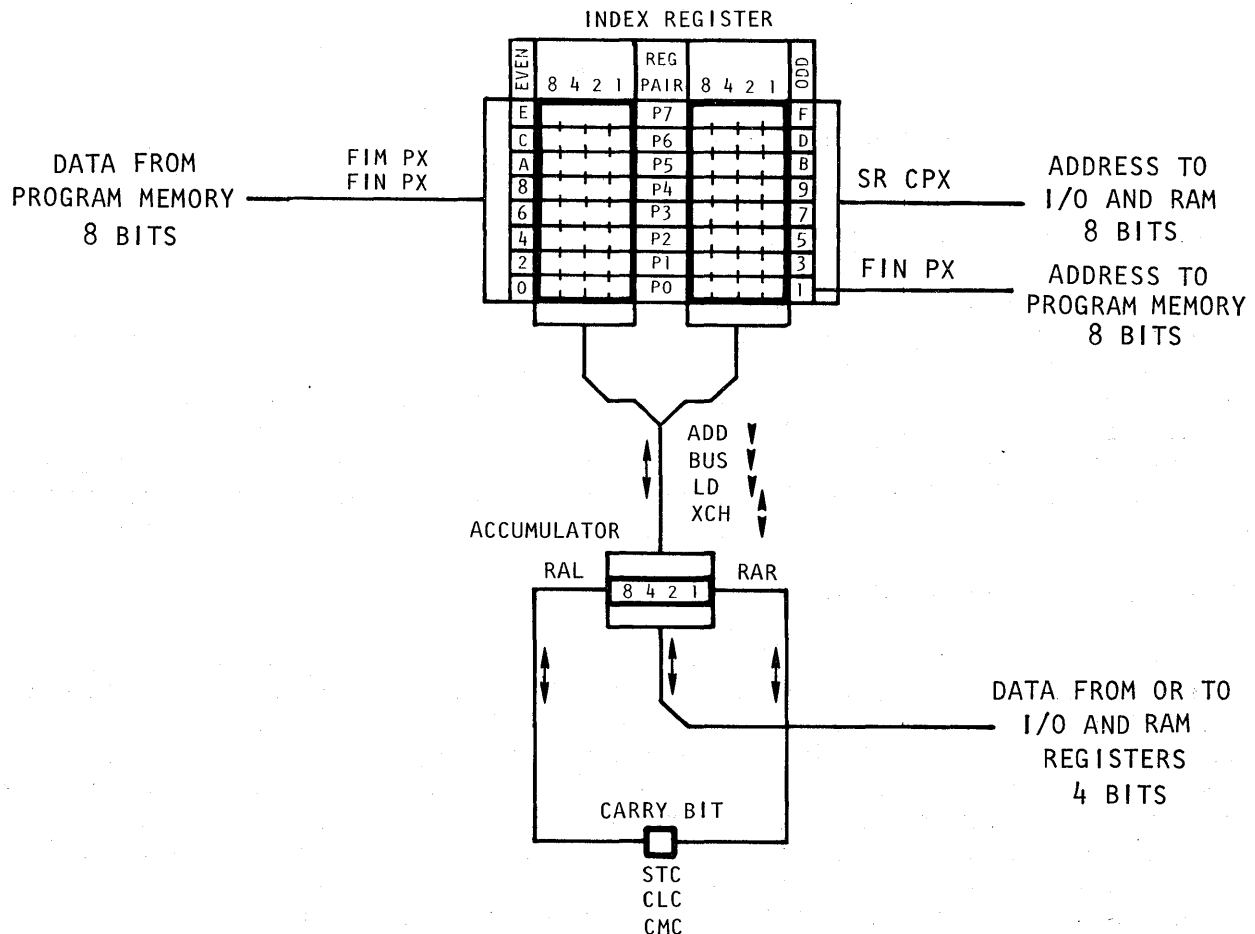 INDEX REGISTER
EVEN 8 4 2 1 REG PAIR 8 4 2 1 ODD
E P7 F
C P6 D
A P5 B
8 P4 9
6 P3 7
4 P2 5
2 P1 3
0 P0 1
DATA FROM
PROGRAM MEMORY
8 BITS
FIM PX
FIN PX
SR CPX
ADDRESS TO
I/O AND RAM
8 BITS
FIN PX
ADDRESS TO
PROGRAM MEMORY
8 BITS
ADD
BUS
LD
XCH
ACCUMULATOR
RAL
8 4 2 1
RAR
DATA FROM OR TO
I/O AND RAM
REGISTERS
4 BITS
CARRY BIT
STC
CLC
CMC